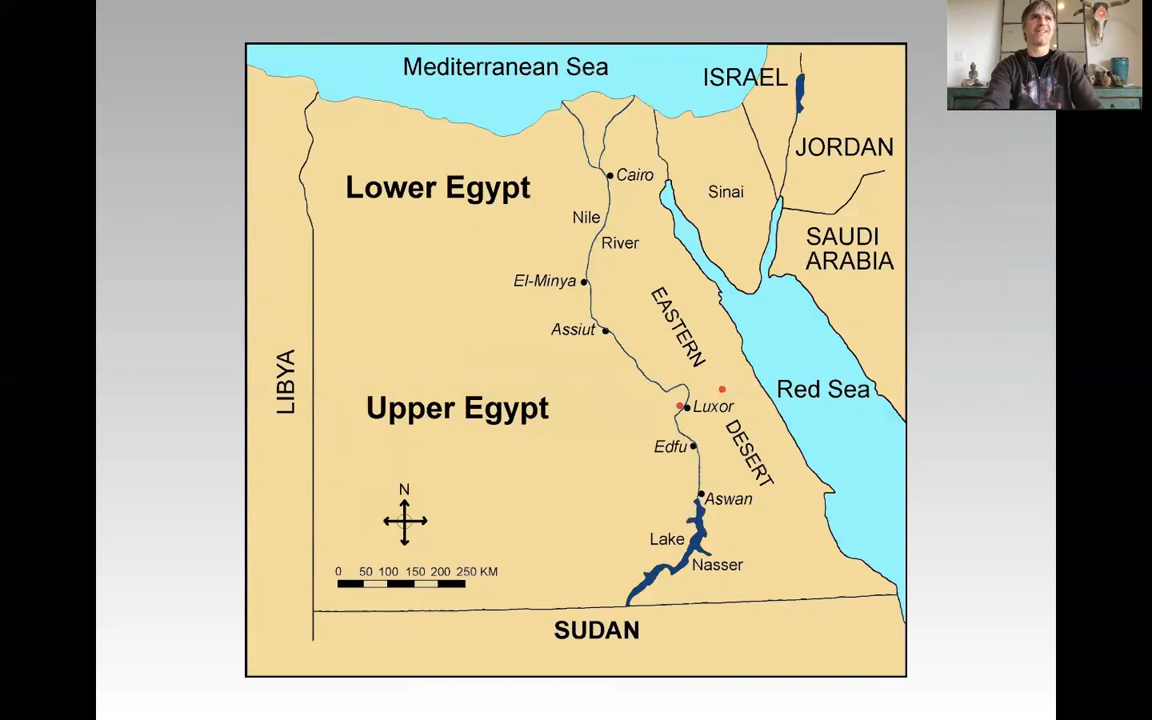 Mediterranean Sea
ISRAEL
JORDAN
Cairo
Lower Egypt
Sinai
Nile
River
SAUDI
ARABIA
El-Minya
EASTERN
Assiut
LIBYA
Red Sea
Upper Egypt
Luxor
DESERT
Edfu
N
Aswan
Lake
Nasser
0 50 100 150 200 250 KM
SUDAN